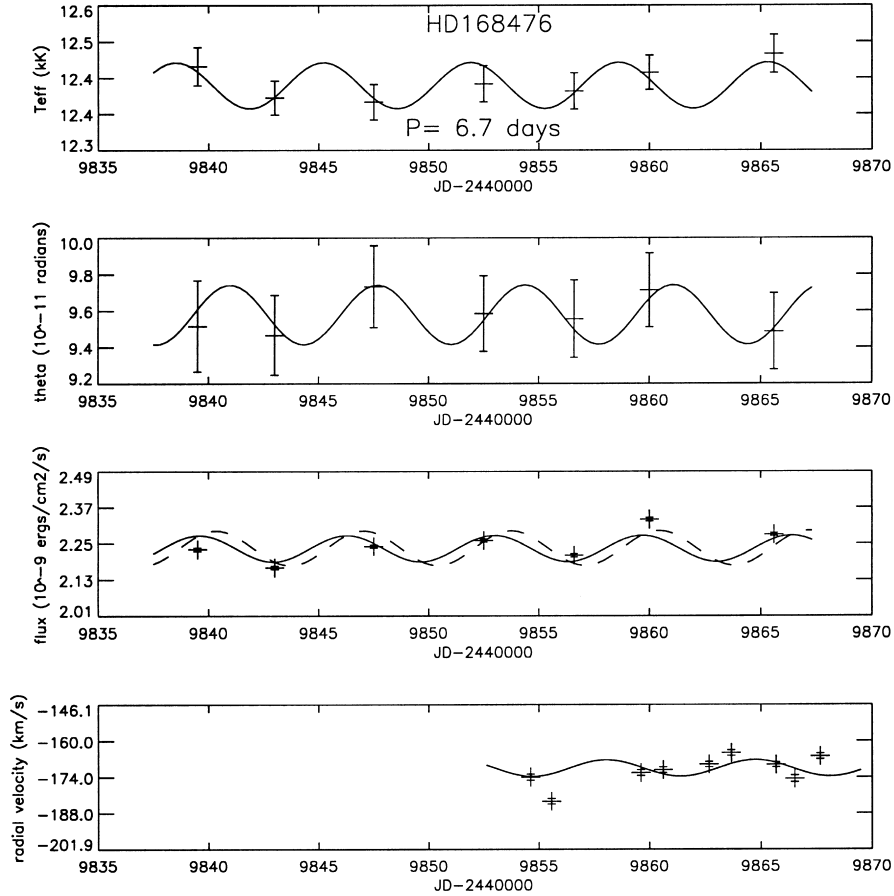 HD168476
12.6
12.5
12.4
12.4
12.3
Teff (kK)
P= 6.7 days
9835 9840 9845 9850 9855 9860 9865 9870
JD-2440000
10.0
9.8
9.6
9.4
9.2
theta (10^-11 radians)
9835 9840 9845 9850 9855 9860 9865 9870
JD-2440000
2.49
2.37
2.25
2.13
2.01
flux (10^-9 ergs/cm2/s)
9835 9840 9845 9850 9855 9860 9865 9870
JD-2440000
-146.1
-160.0
-174.0
-188.0
-201.9
radial velocity (km/s)
9835 9840 9845 9850 9855 9860 9865 9870
JD-2440000